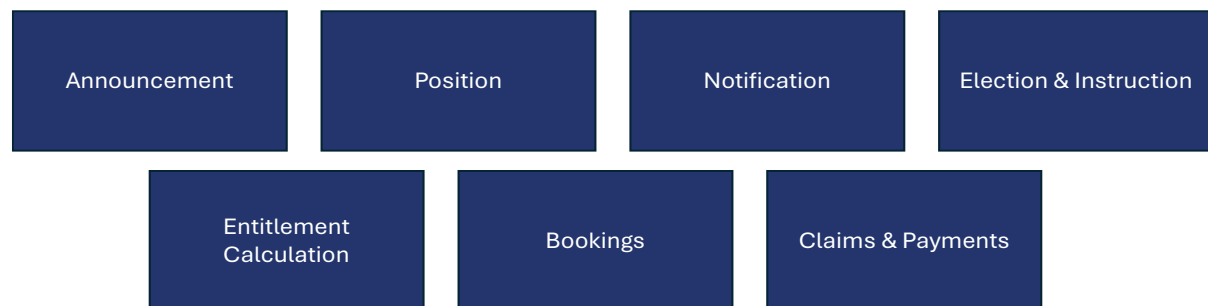 Announcement
Position
Notification
Election & Instruction
Entitlement
Calculation
Bookings
Claims & Payments